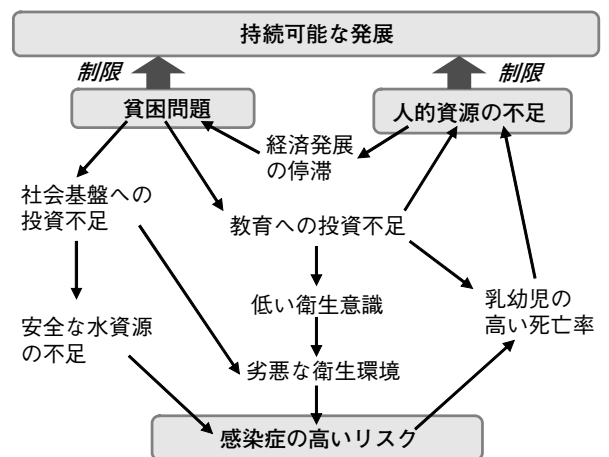 持続可能な発展
制限
制限
貧困問題
人的資源の不足
経済発展
の停滞
社会基盤への
投資不足
教育への投資不足
低い衛生意識
乳幼児の
高い死亡率
安全な水資源
の不足
劣悪な衛生環境
感染症の高いリスク